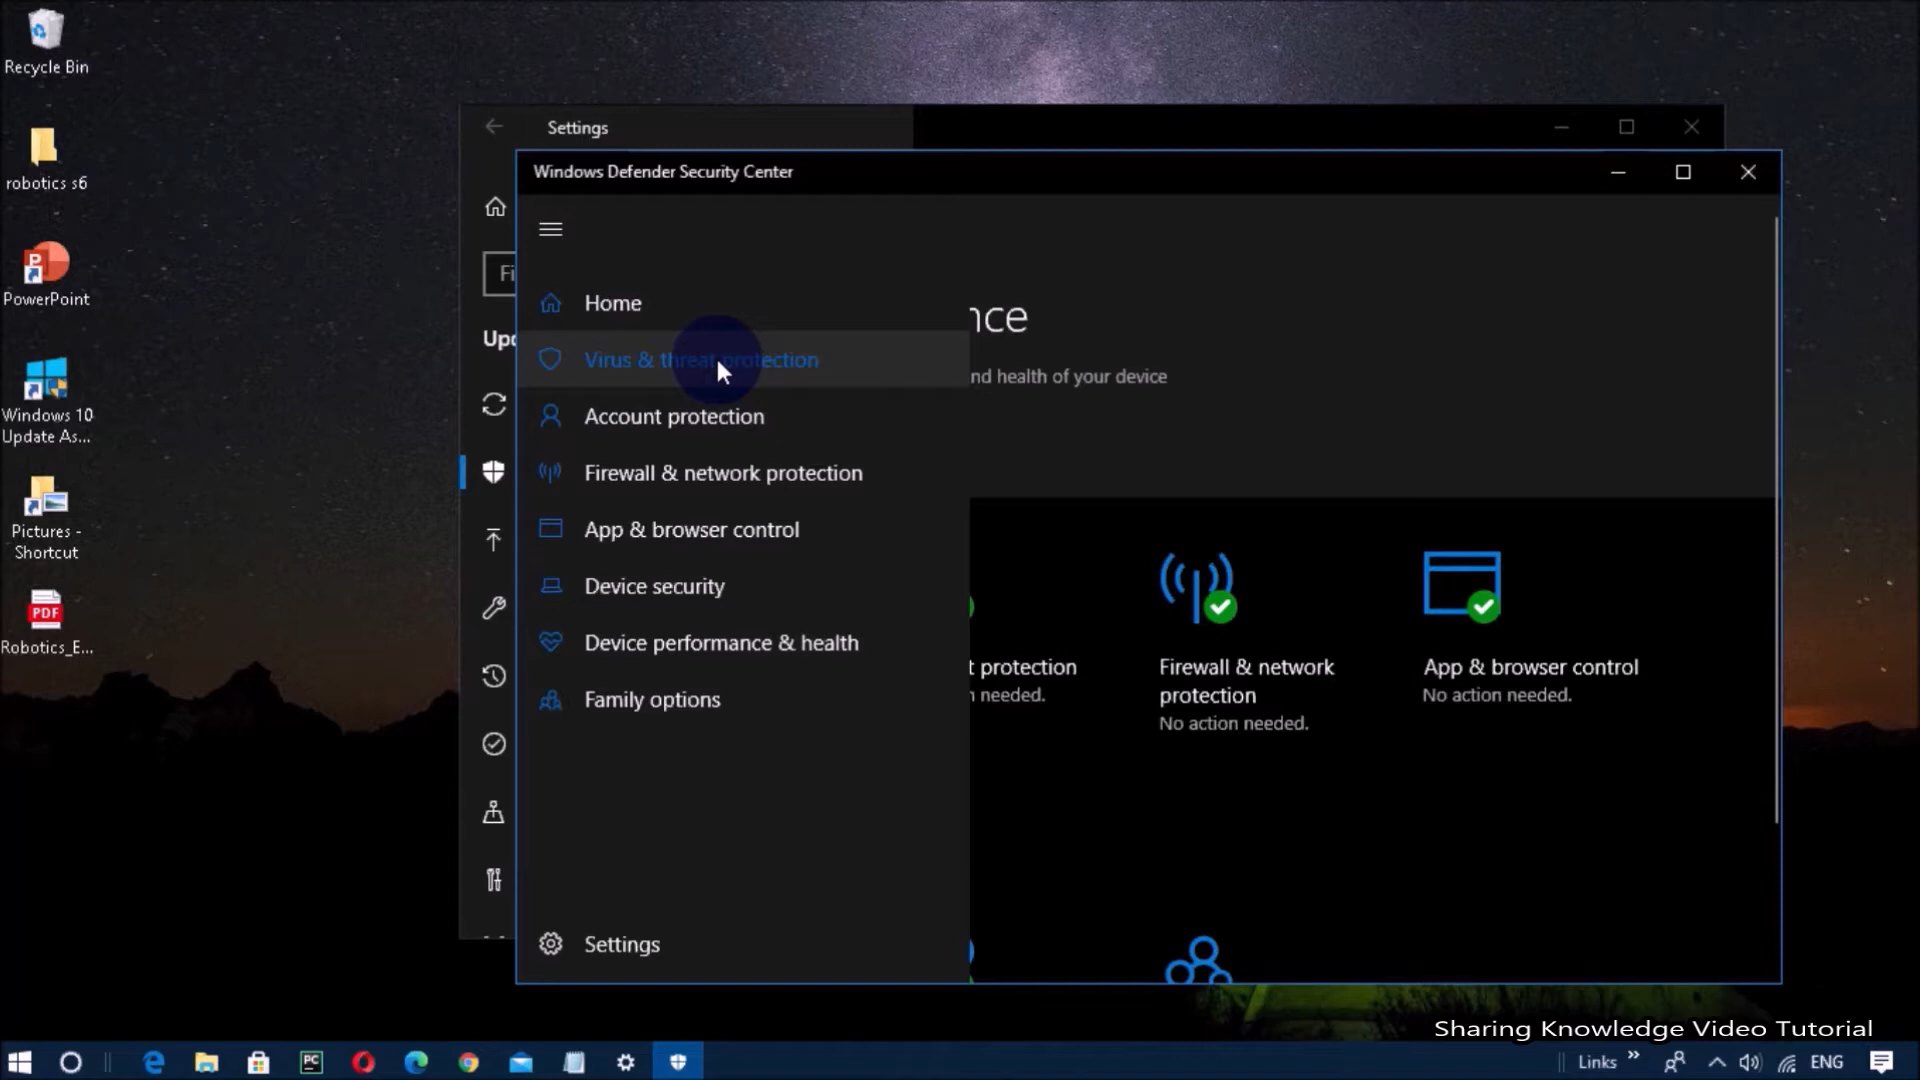 Recycle Bin
robotics s6
PowerPoint
Windows 10
Update As...
Pictures -
Shortcut
PDF
Robotics_E...
Settings
Fi
Windows Defender Security Center
Home
Virus & threat protection
Account protection
Firewall & network protection
App & browser control
Device security
Device performance & health
Family options
Settings
nce
nd health of your device
t protection
n needed.
Firewall & network
protection
No action needed.
App & browser control
No action needed.
Sharing Knowledge Video Tutorial
PC
Links
ENG